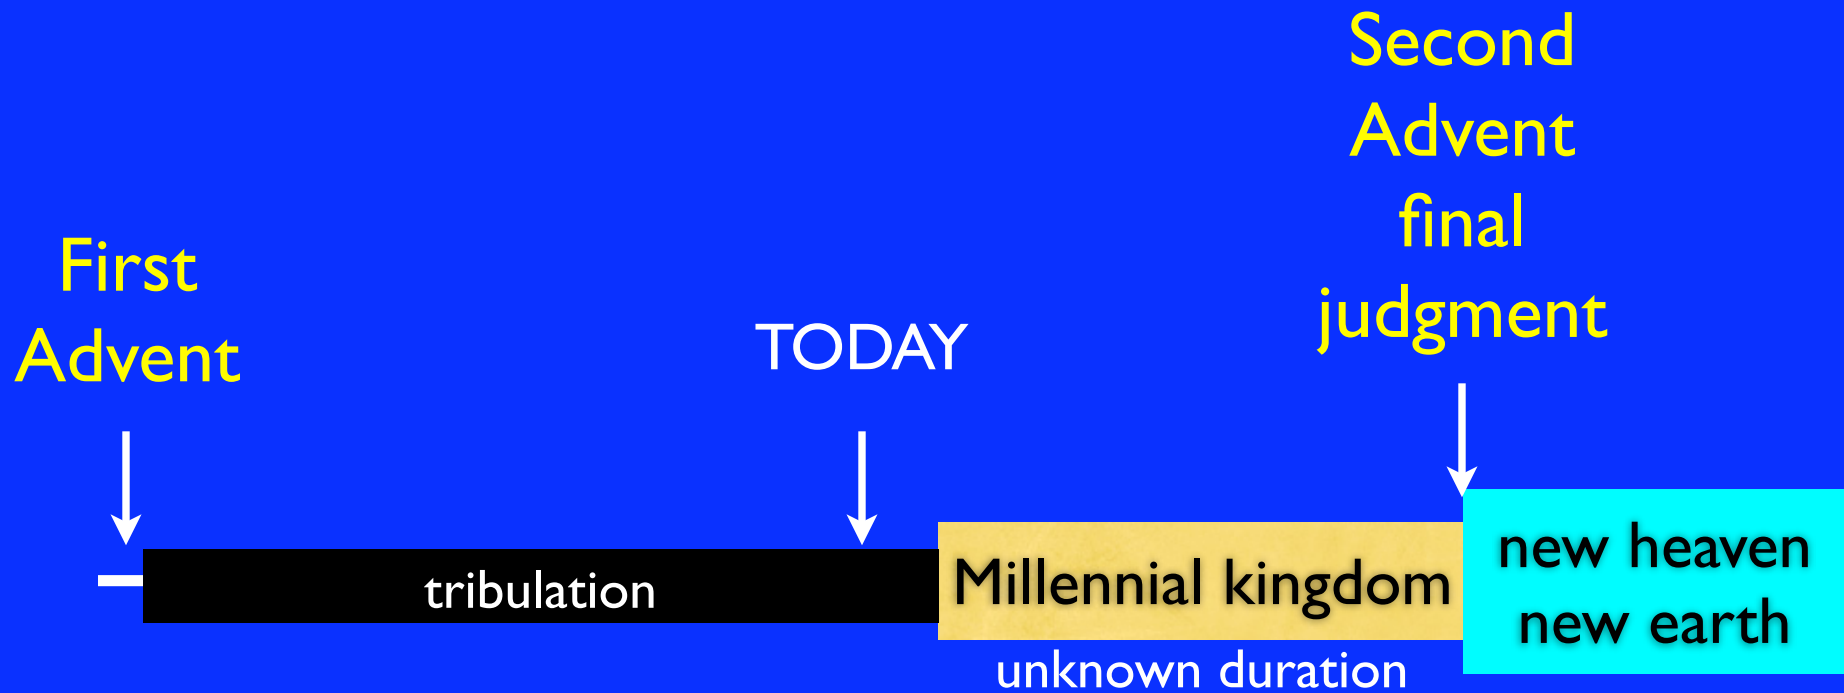 First
Advent
TODAY
Second
Advent
final
judgment
tribulation
Millennial kingdom
unknown duration
new heaven
new earth